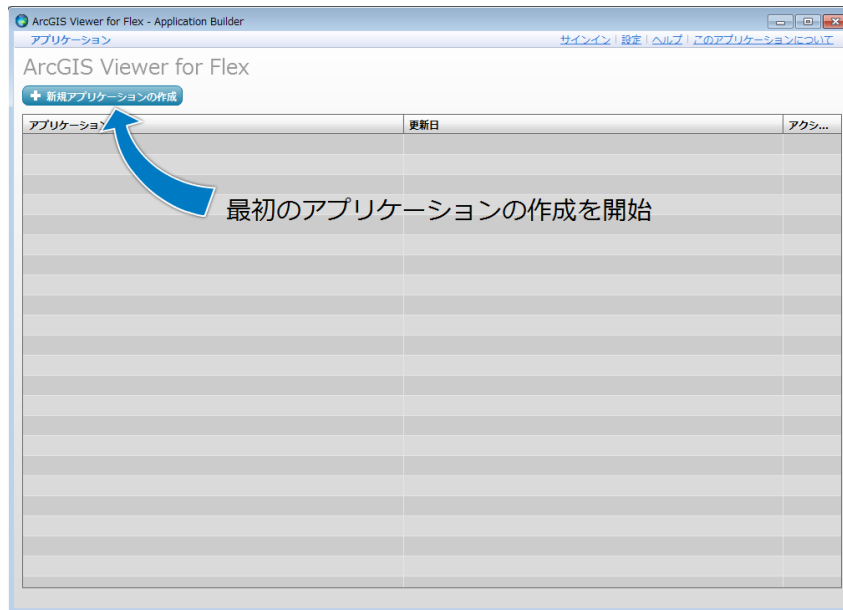 ArcGIS Viewer for Flex - Application Builder
アプリケーション
サインイン | 設定 | ヘルプ | このアプリケーションについて
ArcGIS Viewer for Flex
新規アプリケーションの作成
アプリケーション 更新日 アクシ...
最初のアプリケーションの作成を開始